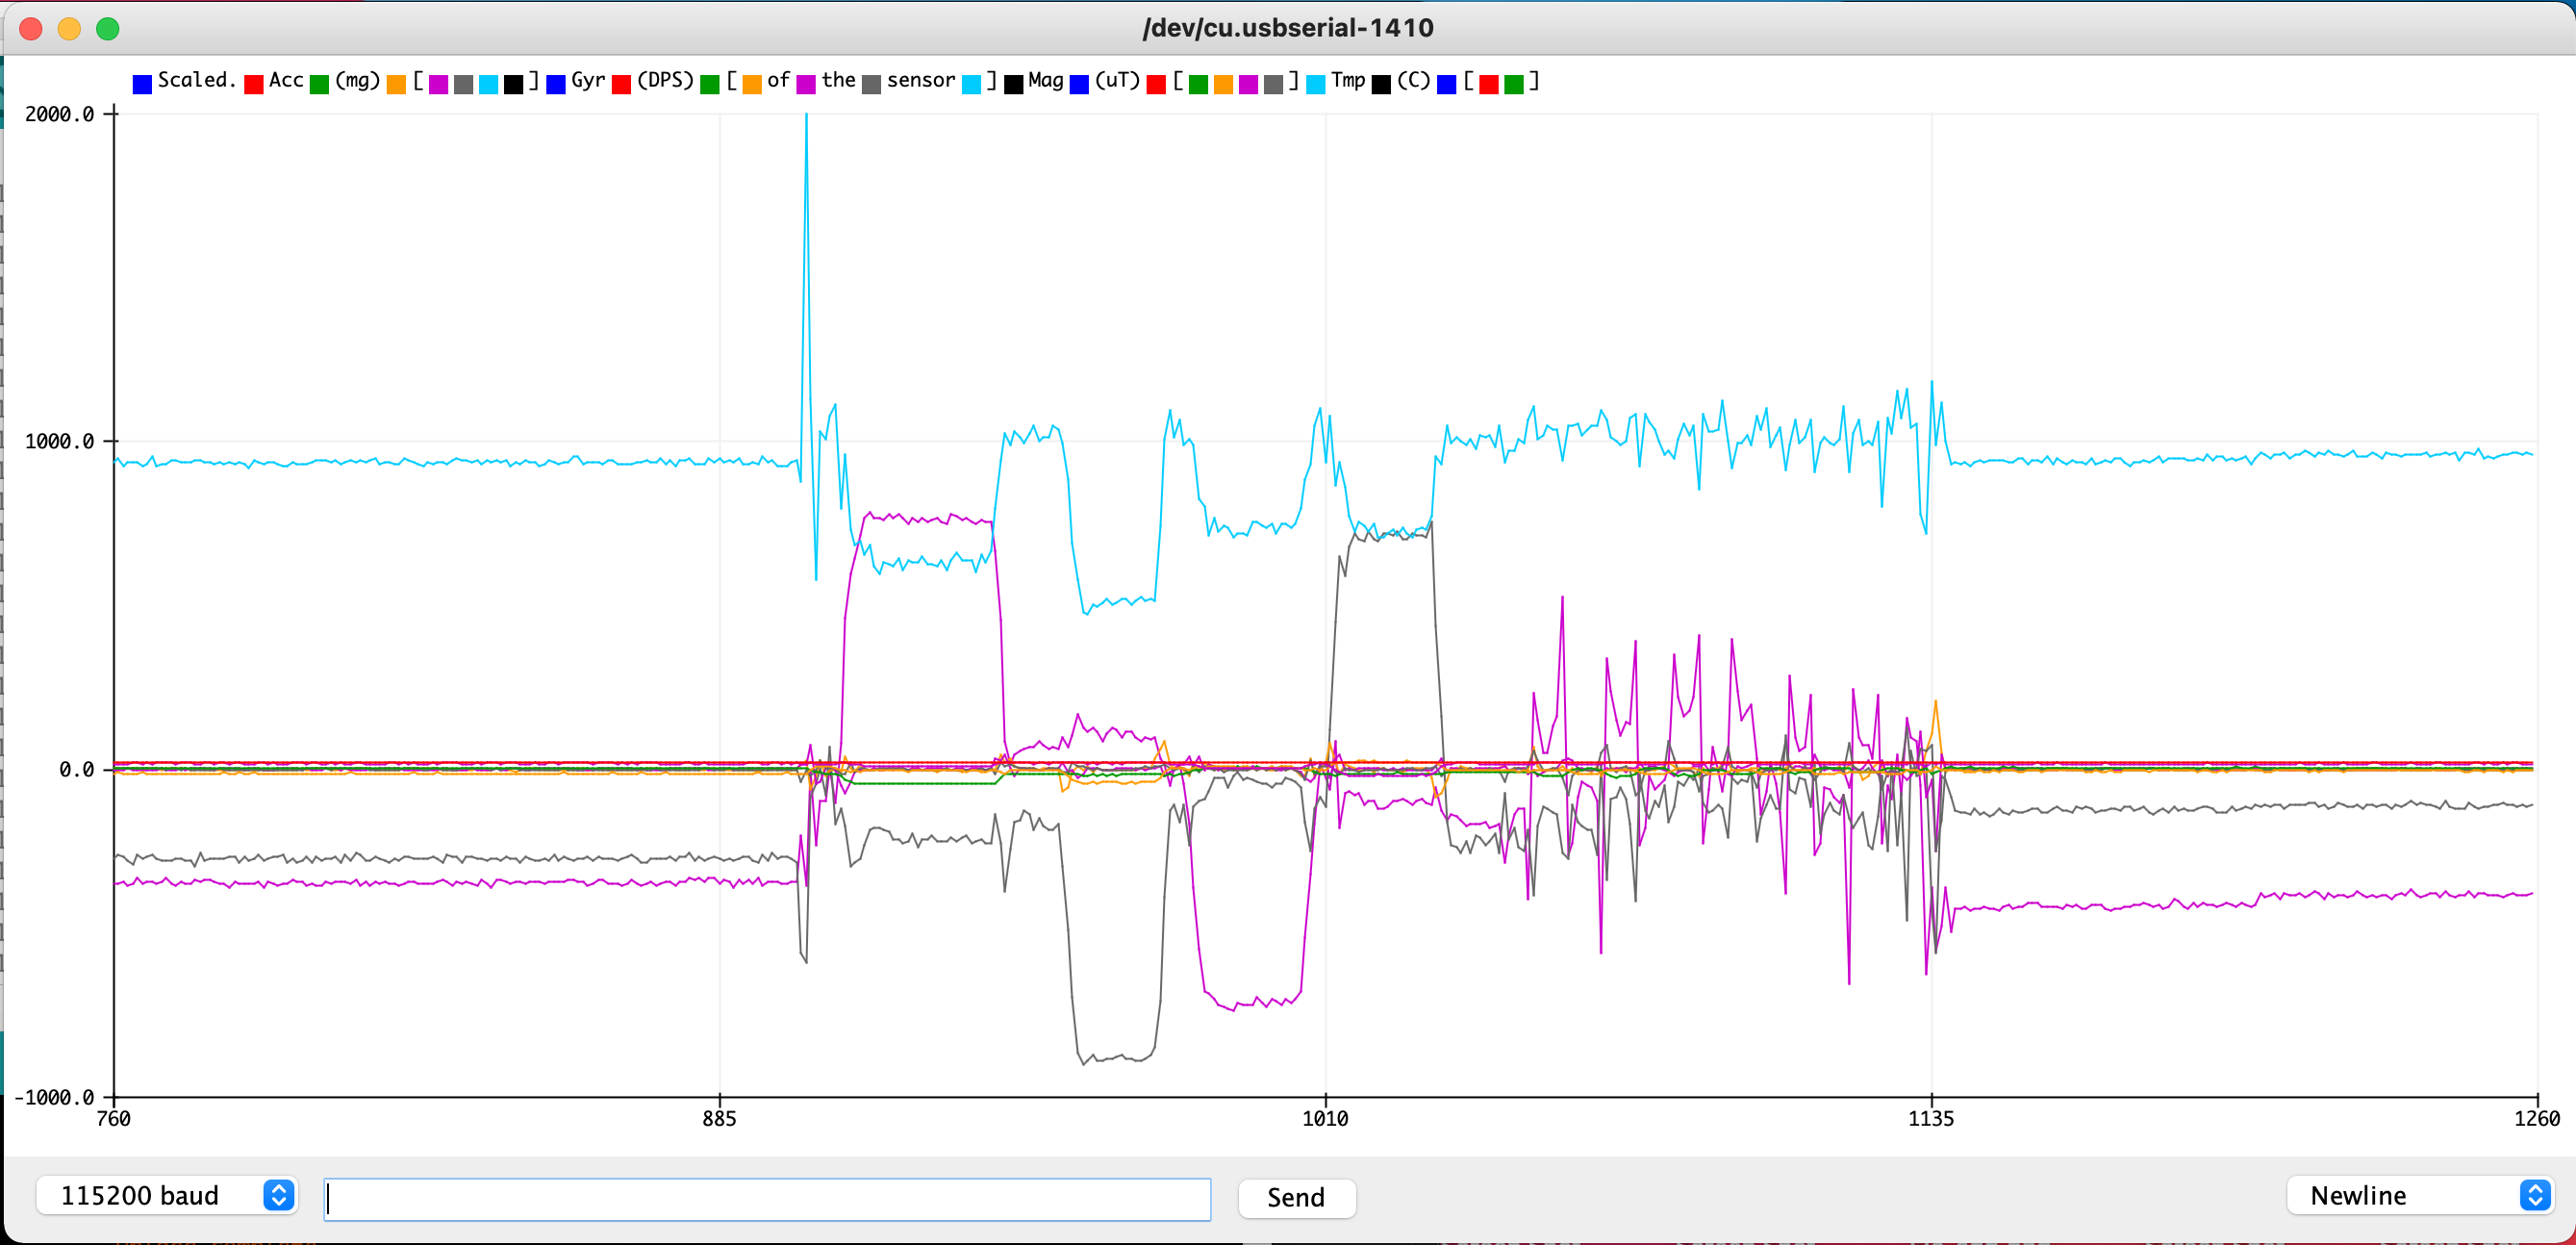 /dev/cu.usbserial-1410
Scaled. Acc (mg) [ ] Gyr (DPS) [ of the sensor ] Mag (uT) [ ] Tmp (C) [ ]
2000.0
1000.0
0.0
-1000.0
760 885 1010 1135 1260
115200 baud Send Newline